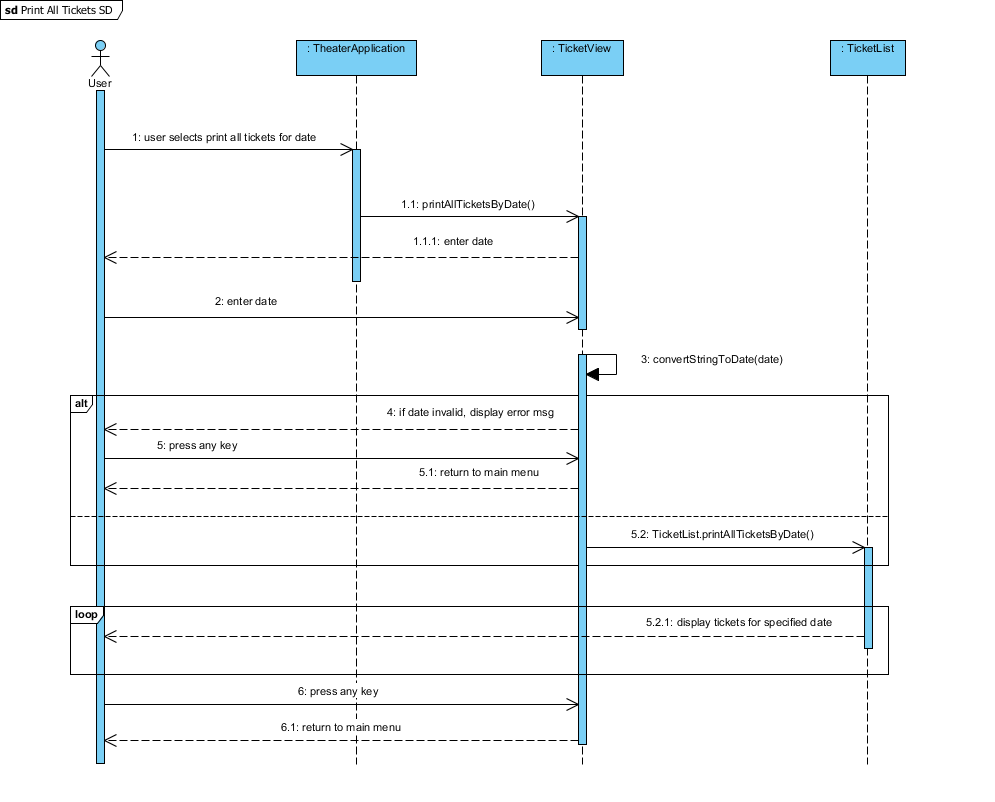 sd Print All Tickets SD
: TheaterApplication
: TicketView
: TicketList
User
1: user selects print all tickets for date
1.1: printAllTicketsByDate()
1.1.1: enter date
2: enter date
3: convertStringToDate(date)
alt
4: if date invalid, display error msg
5: press any key
5.1: return to main menu
5.2: TicketList.printAllTicketsByDate()
loop
5.2.1: display tickets for specified date
6: press any key
6.1: return to main menu